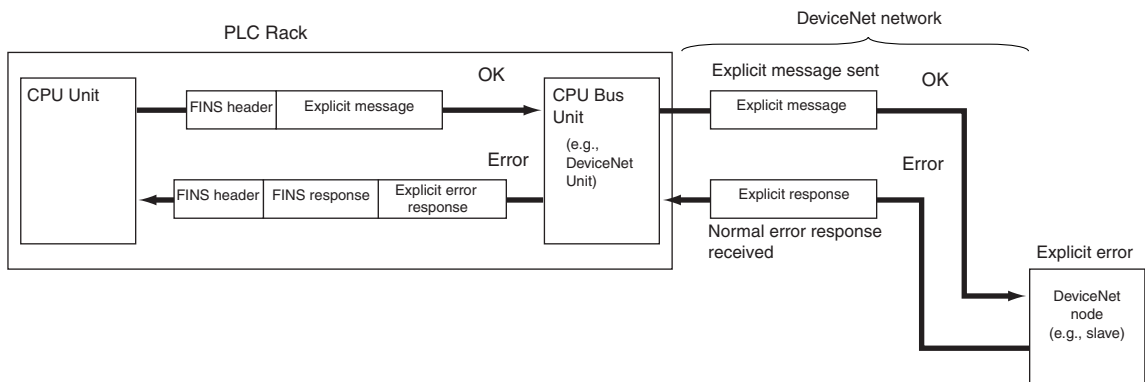 DeviceNet network
PLC Rack
CPU Unit
FINS header
Explicit message
OK
CPU Bus
Unit
(e.g.,
DeviceNet
Unit)
Explicit message sent
Explicit message
OK
Error
FINS header
FINS response
Explicit error
response
Explicit response
Error
Normal error response
received
Explicit error
DeviceNet
node
(e.g., slave)